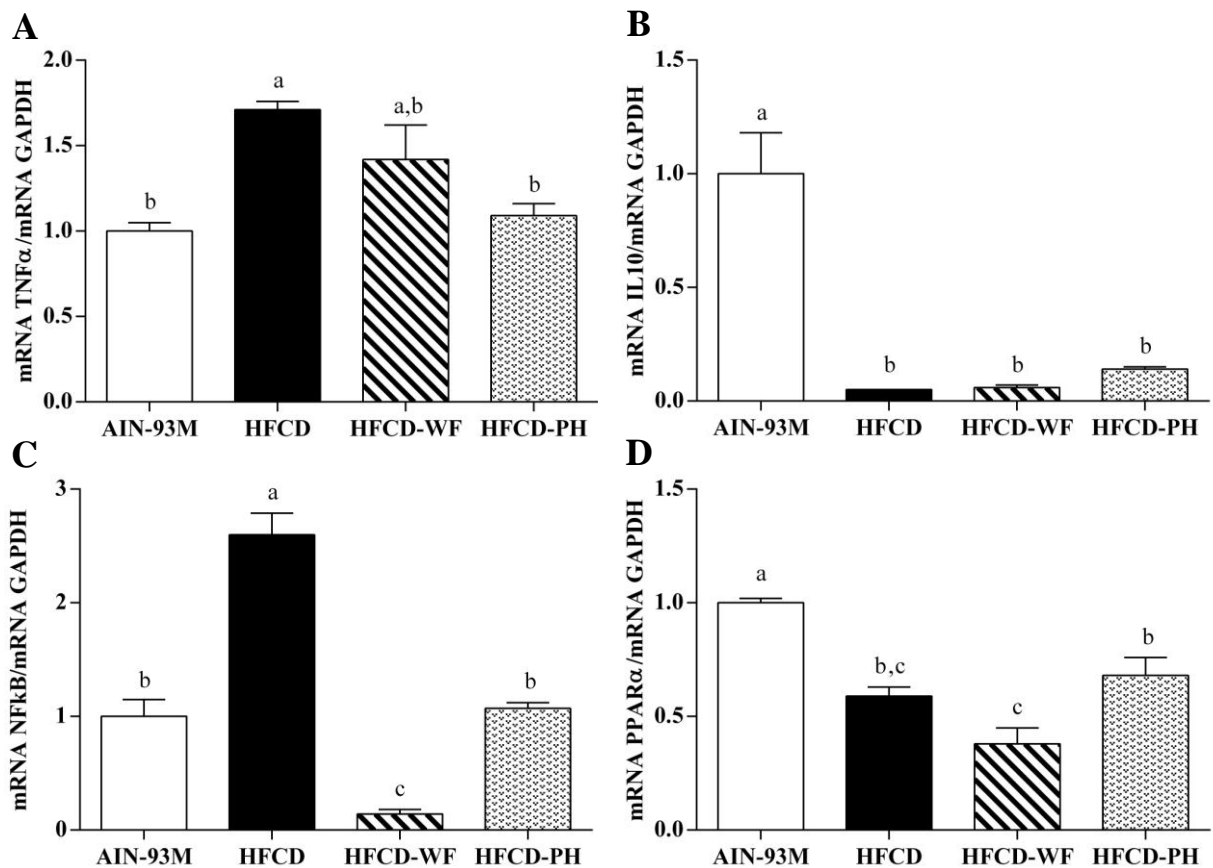 A
mRNA TNFα/mRNA GAPDH
2.0
1.5
1.0
0.5
0.0
b
a
a,b
b
AIN-93M HFCD HFCD-WF HFCD-PH
B
mRNA IL10/mRNA GAPDH
1.5
1.0
0.5
0.0
a
b
b
b
AIN-93M HFCD HFCD-WF HFCD-PH
C
mRNA NFkB/mRNA GAPDH
3
2
1
0
b
a
c
b
AIN-93M HFCD HFCD-WF HFCD-PH
D
mRNA PPARα/mRNA GAPDH
1.5
1.0
0.5
0.0
a
b,c
c
b
AIN-93M HFCD HFCD-WF HFCD-PH